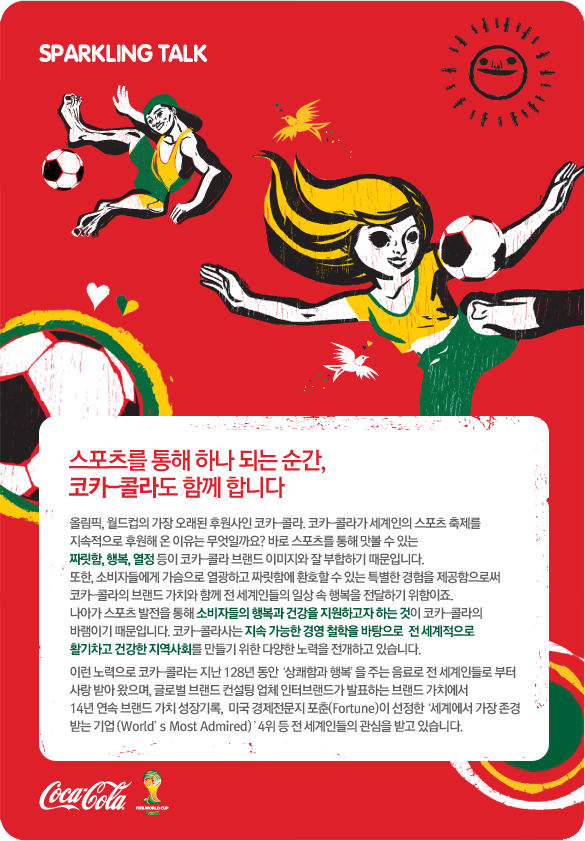 SPARKLING TALK
스포츠를 통해 하나 되는 순간,
코카-콜라도 함께 합니다
올림픽, 월드컵의 가장 오래된 후원사인 코카-콜라. 코카-콜라가 세계인의 스포츠 축제를
지속적으로 후원해 온 이유는 무엇일까요? 바로 스포츠를 통해 맛볼 수 있는
짜릿함, 행복, 열정 등이 코카-콜라 브랜드 이미지와 잘 부합하기 때문입니다.
또한, 소비자들에게 가슴으로 열광하고 짜릿함에 환호할 수 있는 특별한 경험을 제공함으로써
코카-콜라의 브랜드 가치와 함께 전 세계인들의 일상 속 행복을 전달하기 위함이죠.
나아가 스포츠 발전을 통해 소비자들의 행복과 건강을 지원하고자 하는 것이 코카-콜라의
바램이기 때문입니다. 코카-콜라사는 지속 가능한 경영 철학을 바탕으로 전 세계적으로
활기차고 건강한 지역사회를 만들기 위한 다양한 노력을 전개하고 있습니다.
이런 노력으로 코카-콜라는 지난 128년 동안 '상쾌함과 행복' 을 주는 음료로 전 세계인들로 부터
사랑 받아 왔으며, 글로벌 브랜드 컨설팅 업체 인터브랜드가 발표하는 브랜드 가치에서
14년 연속 브랜드 가치 성장기록, 미국 경제전문지 포춘(Fortune)이 선정한 '세계에서 가장 존경
받는 기업 (World' s Most Admired) ' 4위 등 전 세계인들의 관심을 받고 있습니다.
Coca-Cola
FIFA WORLD CUP